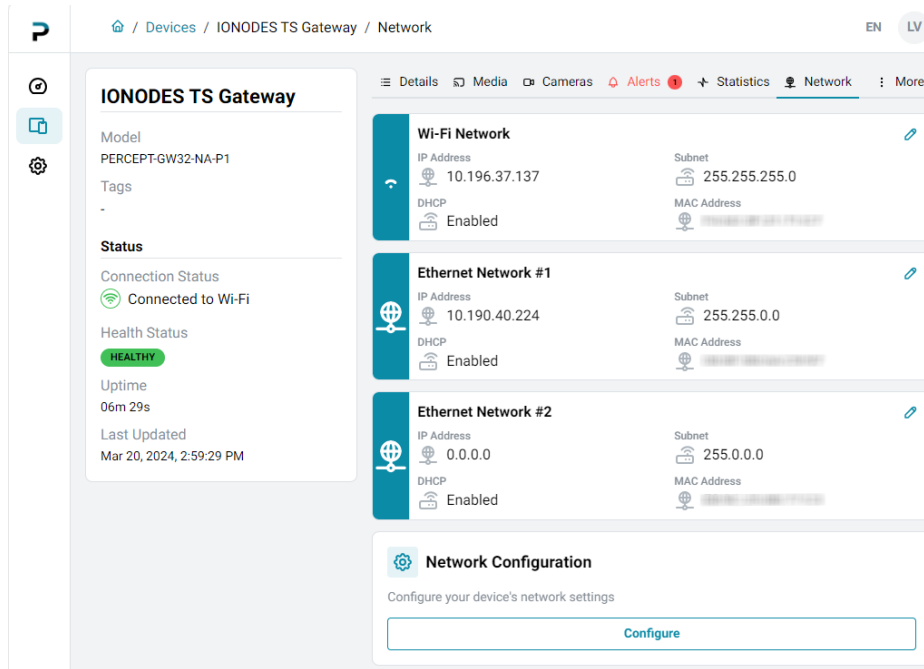 / Devices / IONODES TS Gateway / Network
EN
LV
IONODES TS Gateway
Model
PERCEPT-GW32-NA-P1
Tags
-
Status
Connection Status
Connected to Wi-Fi
Health Status
HEALTHY
Uptime
06m 29s
Last Updated
Mar 20, 2024, 2:59:29 PM
Details Media Cameras Alerts 1 Statistics Network More
Wi-Fi Network
IP Address Subnet
10.196.37.137 255.255.255.0
DHCP MAC Address
Enabled
Ethernet Network #1
IP Address Subnet
10.190.40.224 255.255.0.0
DHCP MAC Address
Enabled
Ethernet Network #2
IP Address Subnet
0.0.0.0 255.0.0.0
DHCP MAC Address
Enabled
Network Configuration
Configure your device's network settings
Configure